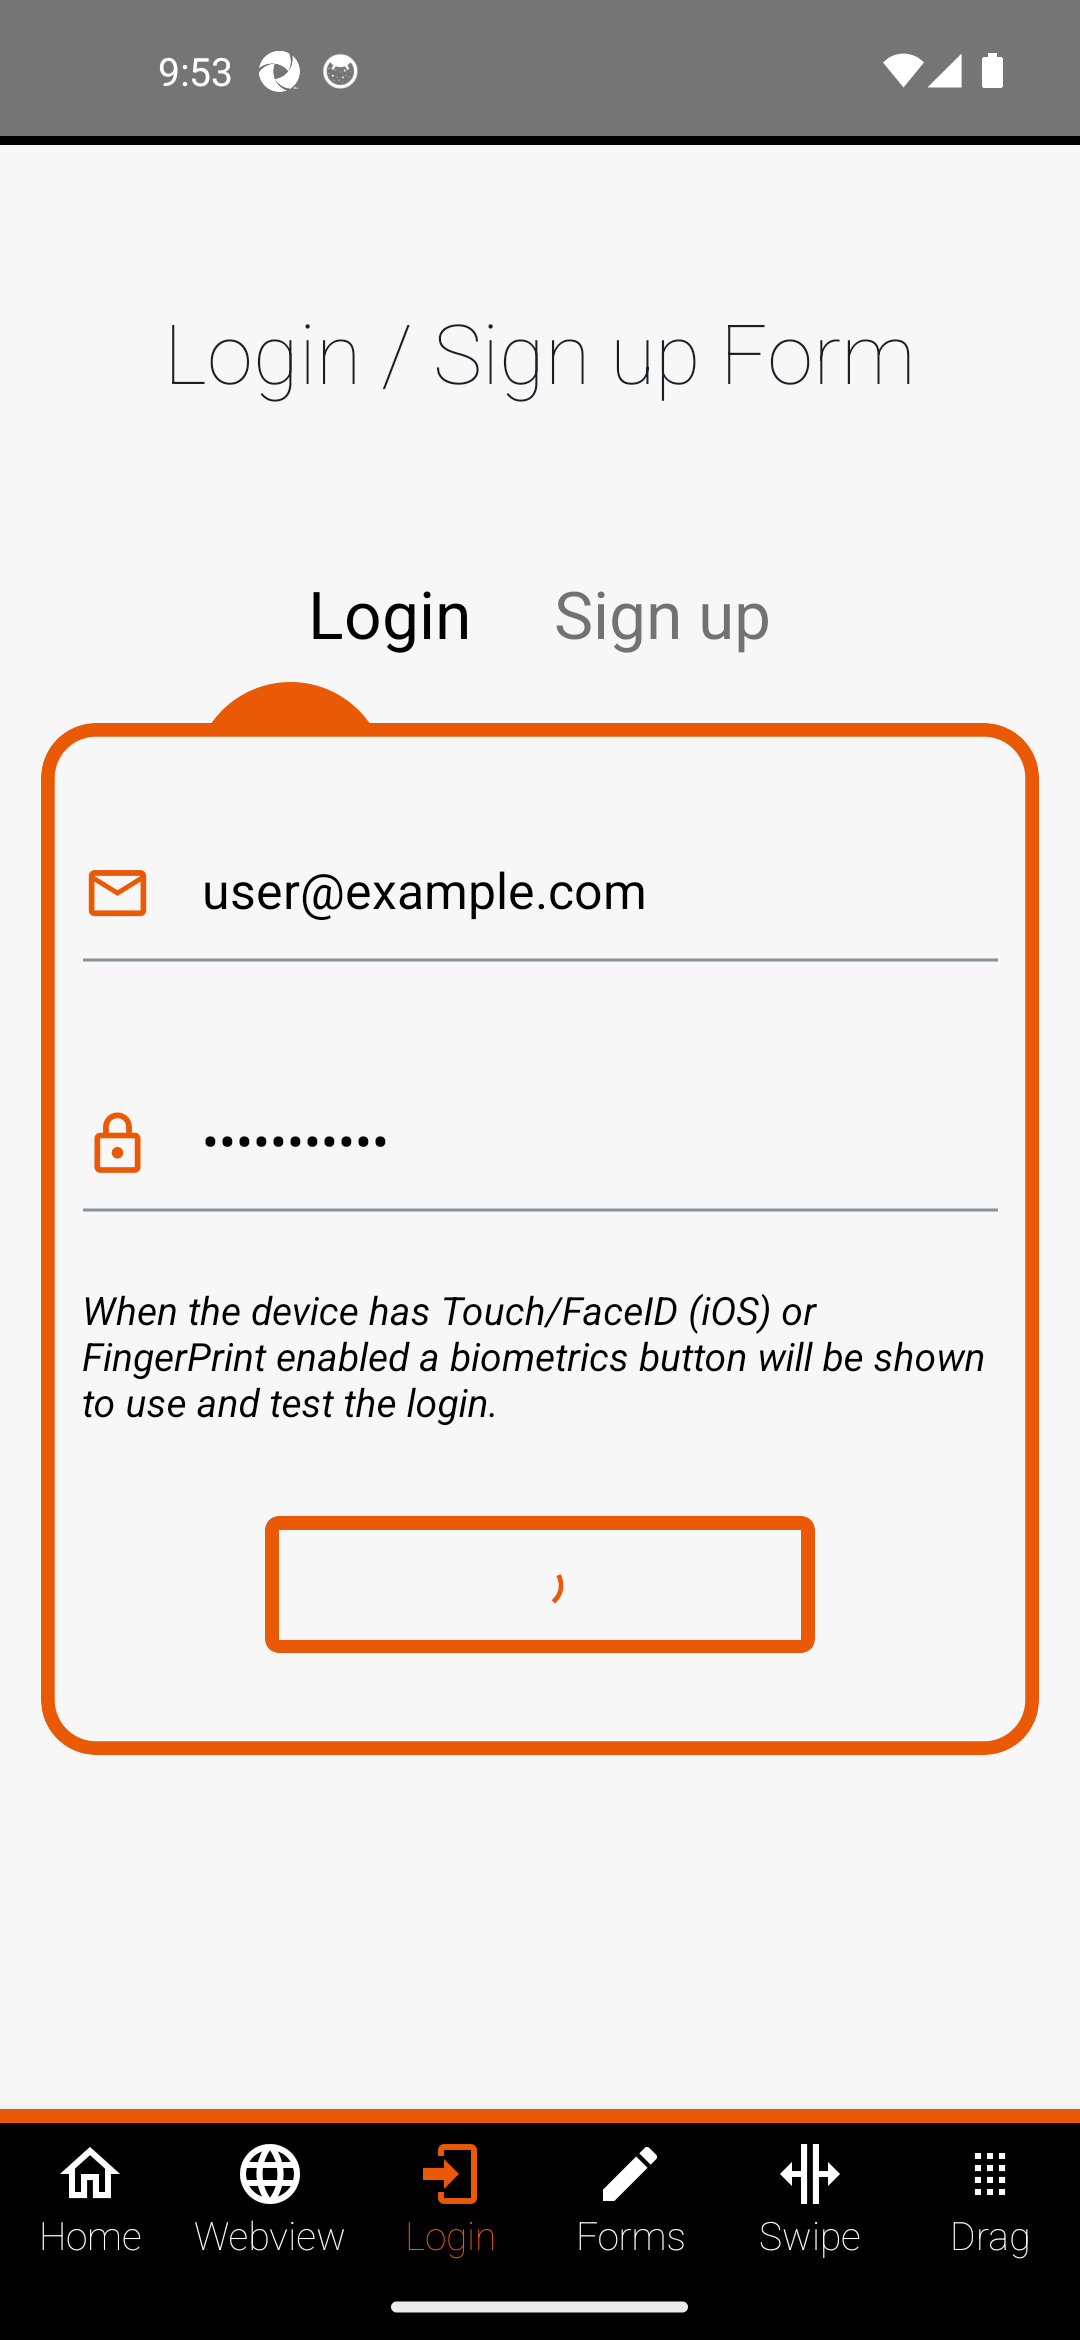 9:53
Login / Sign up Form
Login Sign up
user@example.com
•••••••••••
When the device has Touch/FaceID (iOS) or
FingerPrint enabled a biometrics button will be shown
to use and test the login.
Home Webview Login Forms Swipe Drag